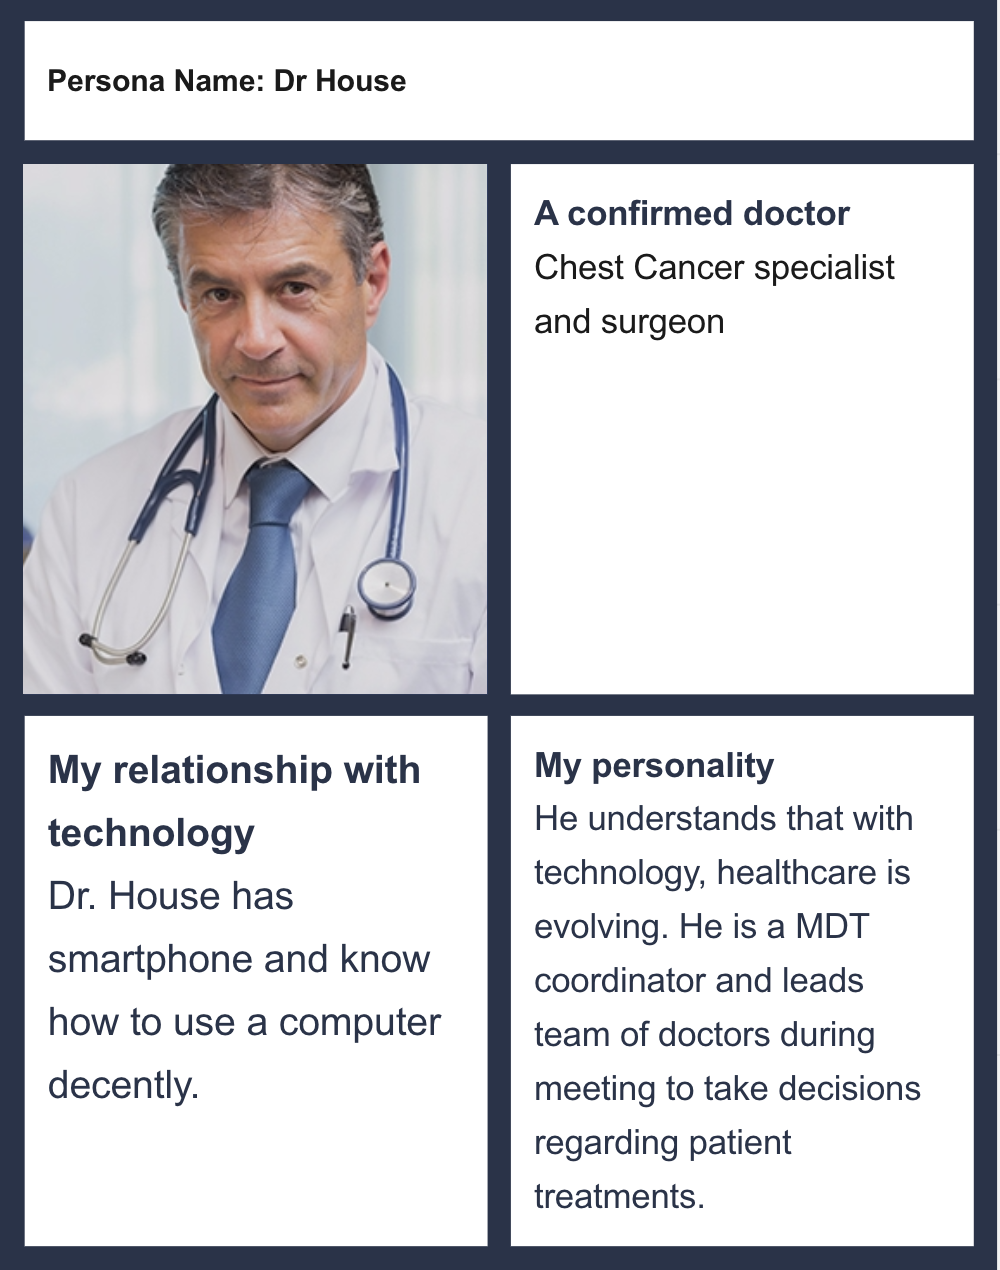 Persona Name: Dr House
A confirmed doctor
Chest Cancer specialist
and surgeon
My relationship with
technology
Dr. House has
smartphone and know
how to use a computer
decently.
My personality
He understands that with
technology, healthcare is
evolving. He is a MDT
coordinator and leads
team of doctors during
meeting to take decisions
regarding patient
treatments.